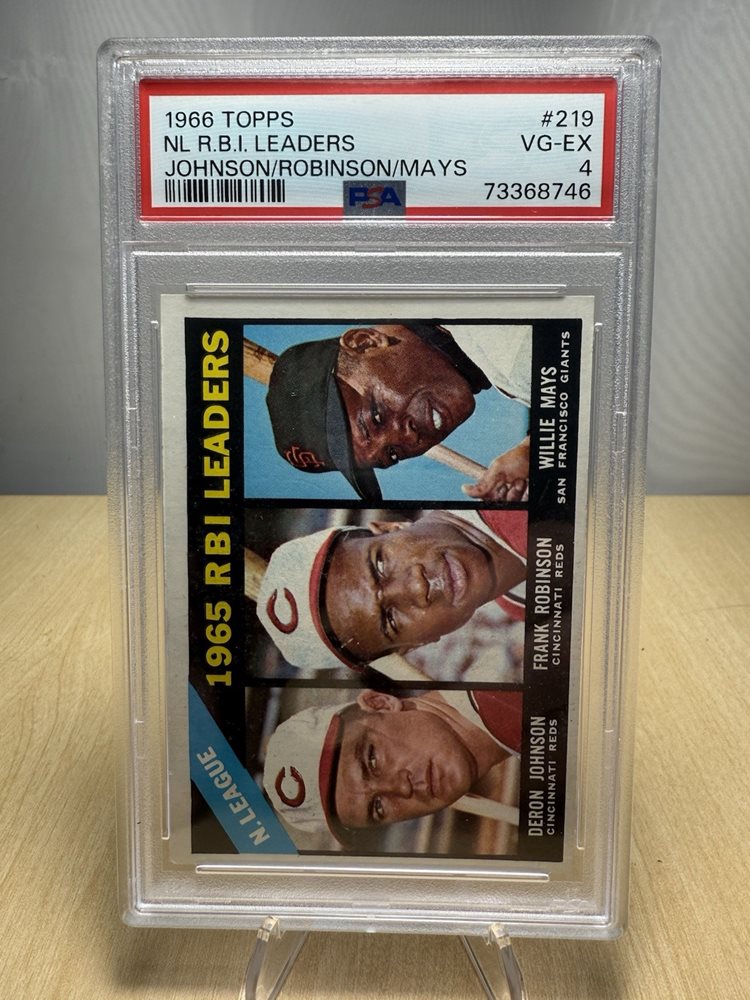 1966 TOPPS #219
NL R.B.I. LEADERS VG-EX
JOHNSON/ROBINSON/MAYS 4
PSA 73368746
1965 RBI LEADERS
N. LEAGUE
C
C
SF
DERON JOHNSON
CINCINNATI REDS
FRANK ROBINSON
CINCINNATI REDS
WILLIE MAYS
SAN FRANCISCO GIANTS